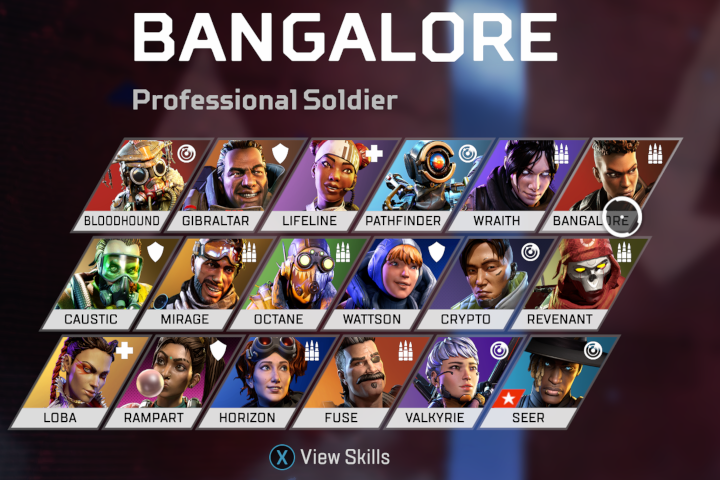 BANGALORE
Professional Soldier
BLOODHOUND GIBRALTAR LIFELINE PATHFINDER WRAITH BANGALORE
CAUSTIC MIRAGE OCTANE WATTSON CRYPTO REVENANT
LOBA RAMPART HORIZON FUSE VALKYRIE SEER
X View Skills